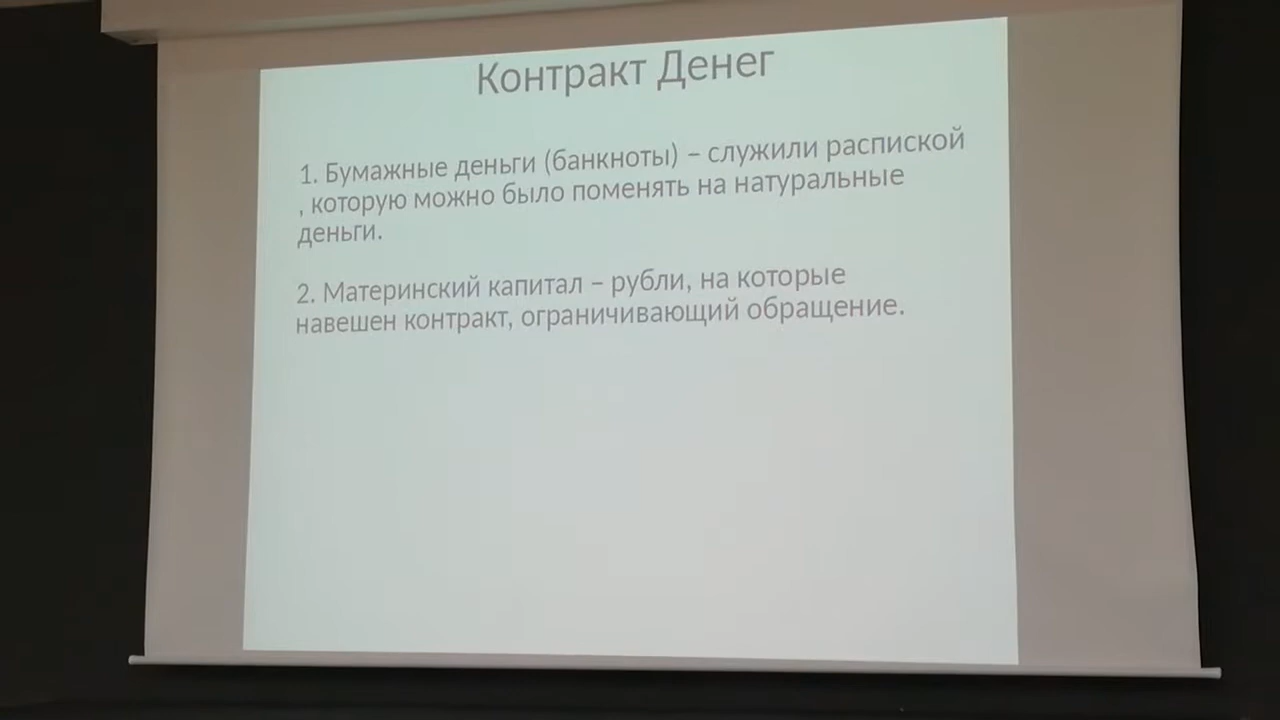 Контракт Денег
1. Бумажные деньги (банкноты) – служили распиской
, которую можно было поменять на натуральные
деньги.
2. Материнский капитал – рубли, на которые
навешен контракт, ограничивающий обращение.